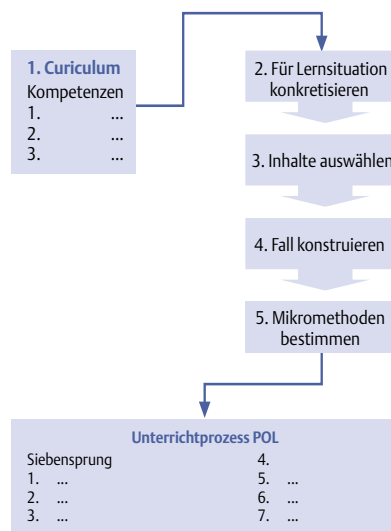 1. Curiculum
Kompetenzen
1. ...
2. ...
3. ...
2. Für Lernsituation
konkretisieren
3. Inhalte auswählen
4. Fall konstruieren
5. Mikromethoden
bestimmen
Unterrichtprozess POL
Siebensprung
1. ...
2. ...
3. ...
4.
5. ...
6. ...
7. ...